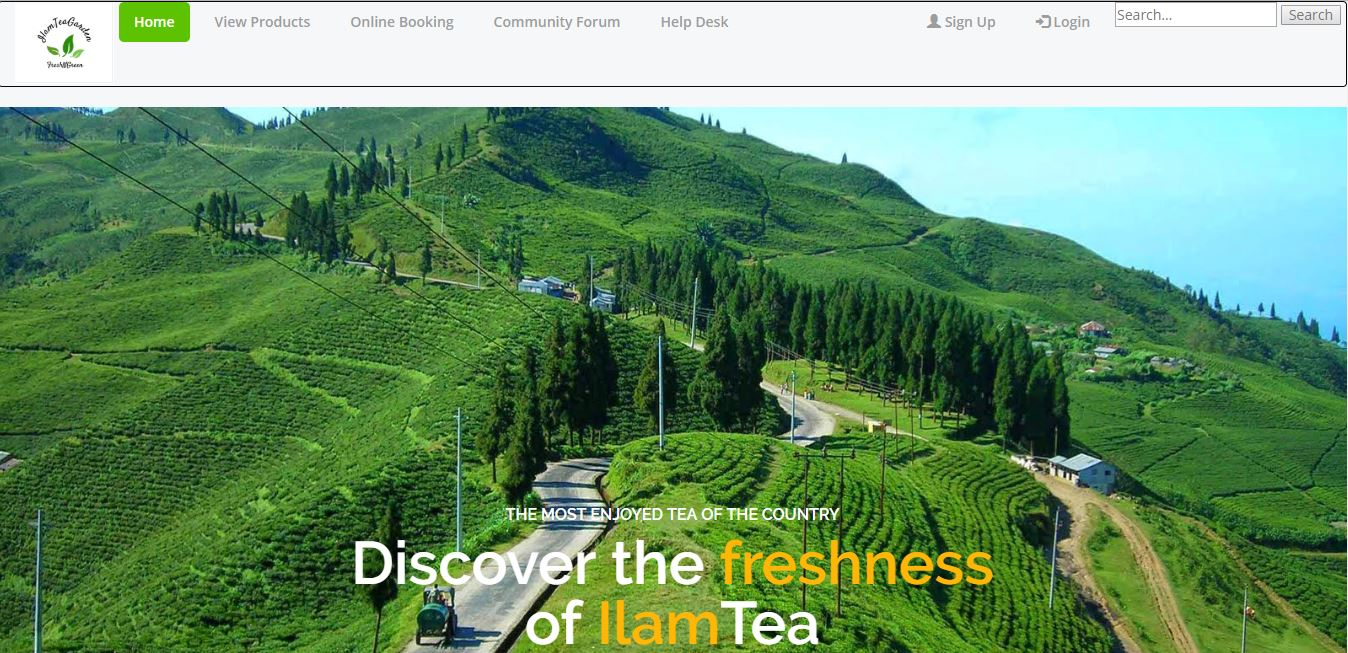 IlamTeaGarden
Home
View Products
Online Booking
Community Forum
Help Desk
Sign Up
Login
Search...
Search
THE MOST ENJOYED TEA OF THE COUNTRY
Discover the freshness
of IlamTea